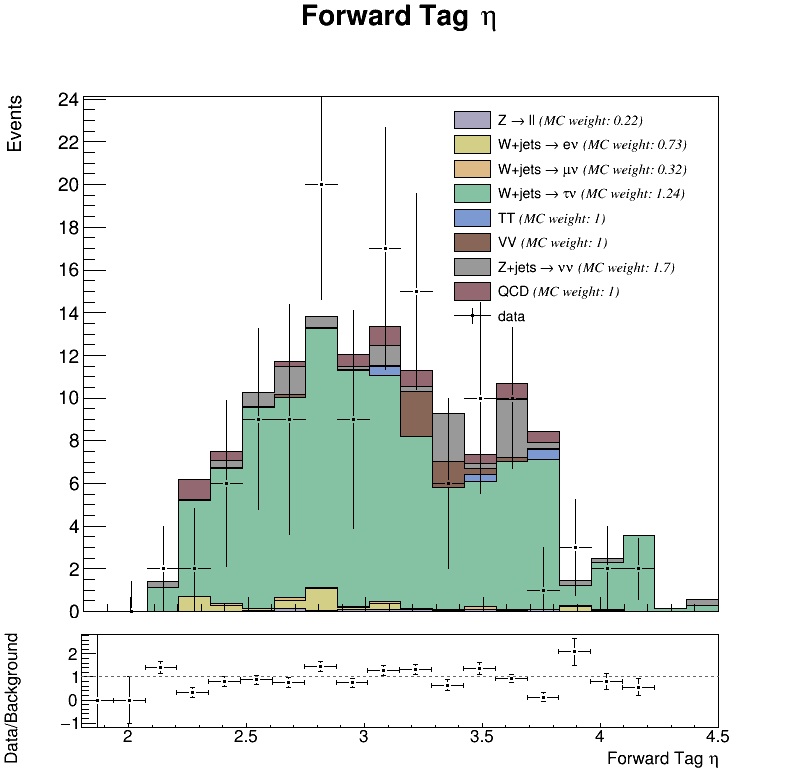 Forward Tag η
Events
24
22
20
18
16
14
12
10
8
6
4
2
0
Z → ll (MC weight: 0.22)
W+jets → eν (MC weight: 0.73)
W+jets → μν (MC weight: 0.32)
W+jets → τν (MC weight: 1.24)
TT (MC weight: 1)
VV (MC weight: 1)
Z+jets → νν (MC weight: 1.7)
QCD (MC weight: 1)
data
Data/Background
2
1
0
−1
2 2.5 3 3.5 4 4.5
Forward Tag η